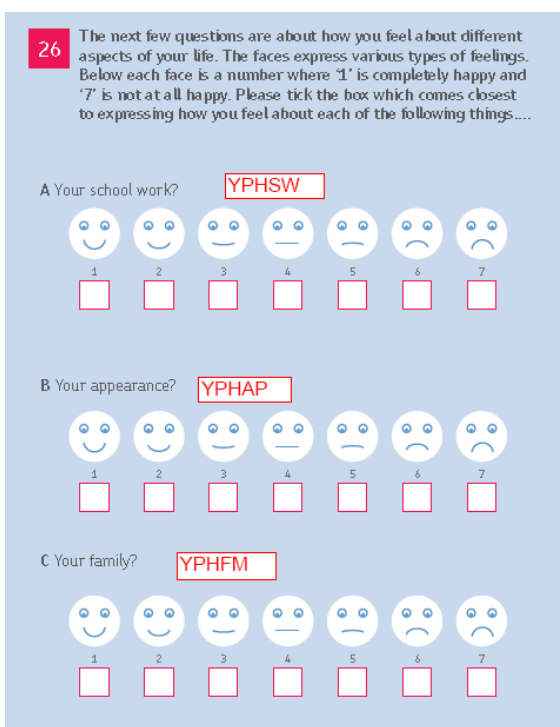 26
The next few questions are about how you feel about different
aspects of your life. The faces express various types of feelings.
Below each face is a number where ‘1’ is completely happy and
‘7’ is not at all happy. Please tick the box which comes closest
to expressing how you feel about each of the following things....
A Your school work? YPHSW
1 2 3 4 5 6 7
B Your appearance? YPHAP
1 2 3 4 5 6 7
C Your family? YPHFM
1 2 3 4 5 6 7